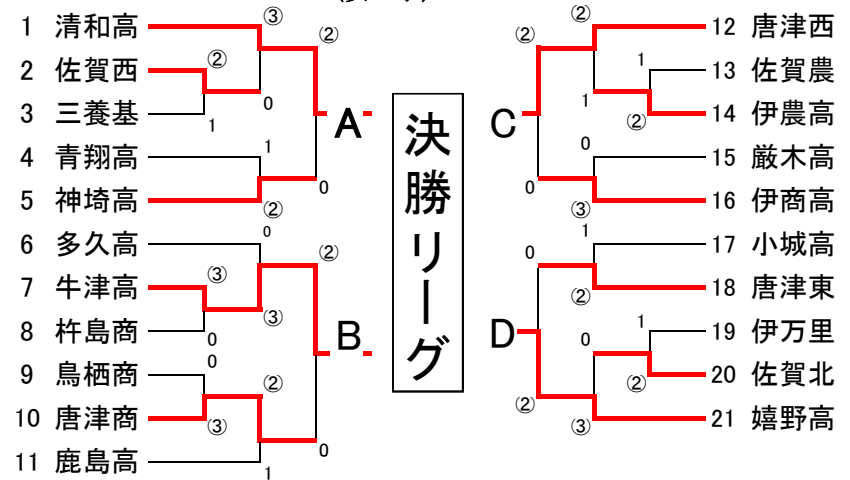 1 清和高
2 佐賀西
3 三養基
4 青翔高
5 神埼高
6 多久高
7 牛津高
8 杵島商
9 鳥栖商
10 唐津商
11 鹿島高
③
②
1
0
②
1
②
0
A
0
③
0
③
②
0
③
②
1
0
B
決勝リーグ
C
②
0
②
1
1
②
0
③
D
0
②
1
②
0
③
1
②
12 唐津西
13 佐賀農
14 伊農高
15 厳木高
16 伊商高
17 小城高
18 唐津東
19 伊万里
20 佐賀北
21 嬉野高